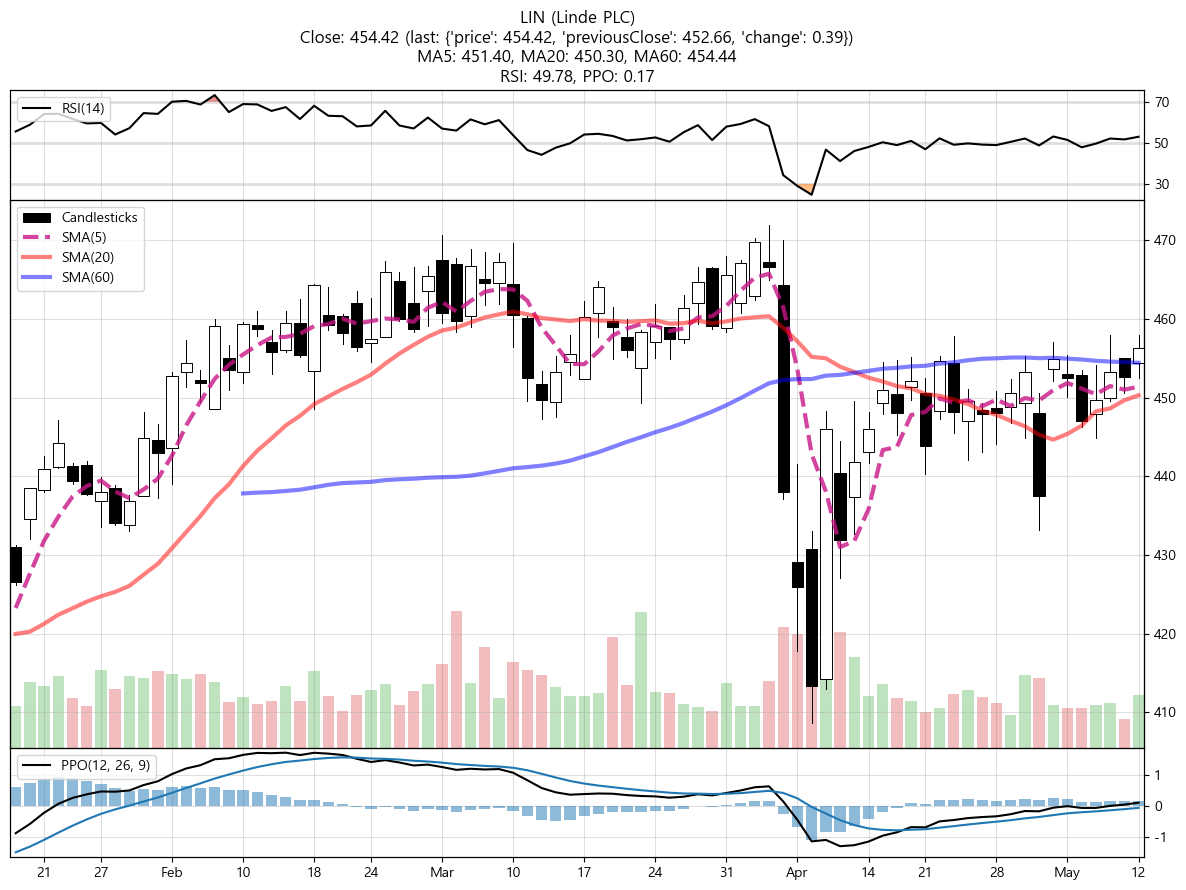 LIN (Linde PLC)
Close: 454.42 (last: {'price': 454.42, 'previousClose': 452.66, 'change': 0.39})
MA5: 451.40, MA20: 450.30, MA60: 454.44
RSI: 49.78, PPO: 0.17
RSI(14)
70
50
30
Candlesticks
SMA(5)
SMA(20)
SMA(60)
470
460
450
440
430
420
410
PPO(12, 26, 9)
1
0
-1
21 27 Feb 10 18 24 Mar 10 17 24 31 Apr 14 21 28 May 12